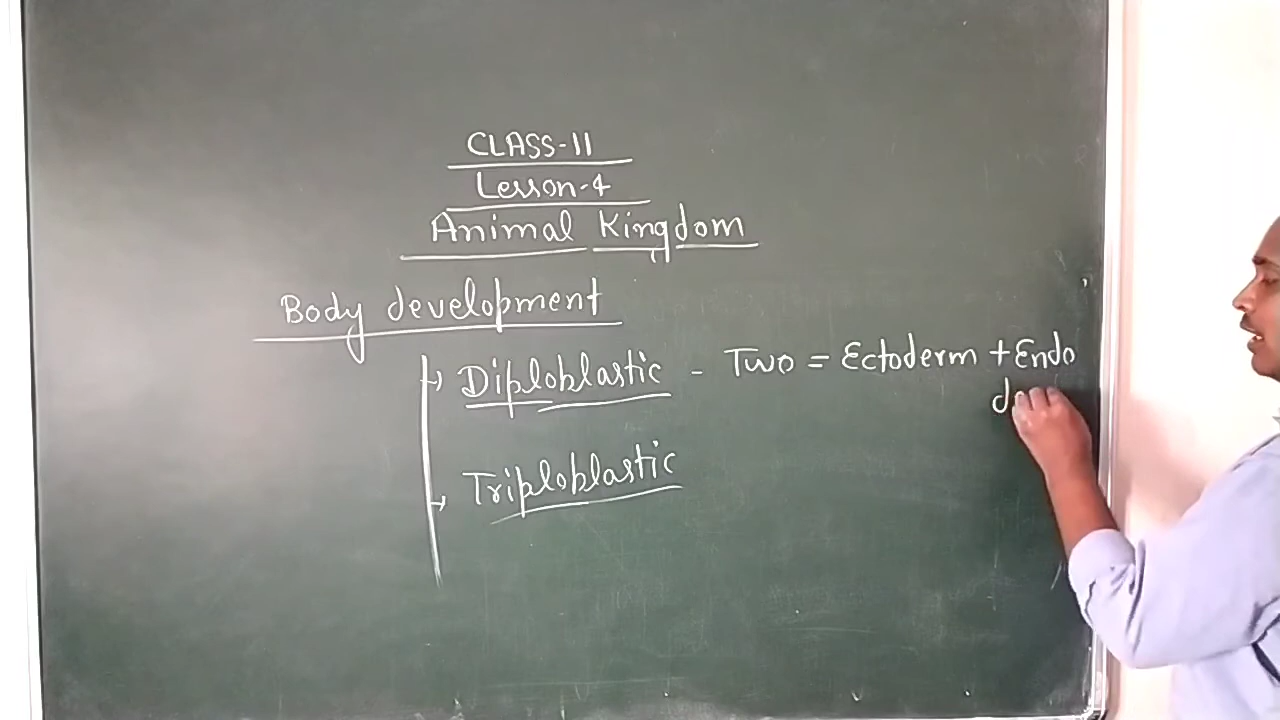 CLASS-11
Lesson-4
Animal Kingdom
Body development
Diploblastic - Two = Ectoderm + Endo
Triploblastic